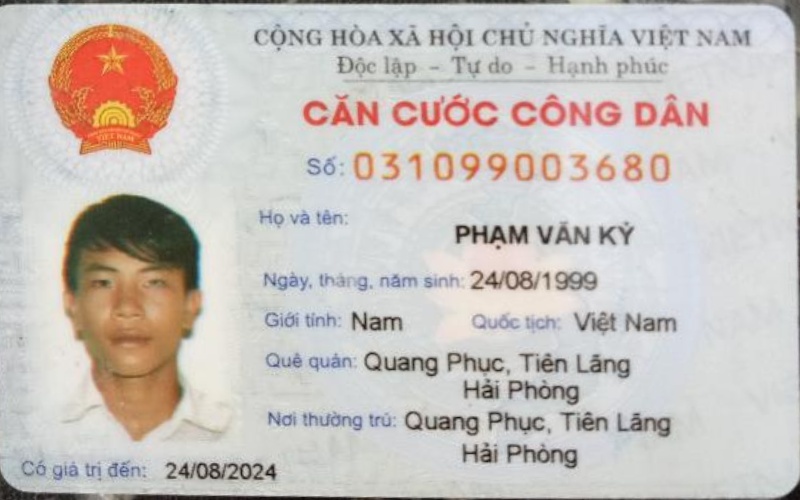 CỘNG HÒA XÃ HỘI CHỦ NGHĨA VIỆT NAM
Độc lập - Tự do - Hạnh phúc
CĂN CƯỚC CÔNG DÂN
Số: 031099003680
Họ và tên:
PHẠM VĂN KỶ
Ngày, tháng, năm sinh: 24/08/1999
Giới tính: Nam Quốc tịch: Việt Nam
Quê quán: Quang Phục, Tiên Lãng
Hải Phòng
Nơi thường trú: Quang Phục, Tiên Lãng
Hải Phòng
Có giá trị đến: 24/08/2024